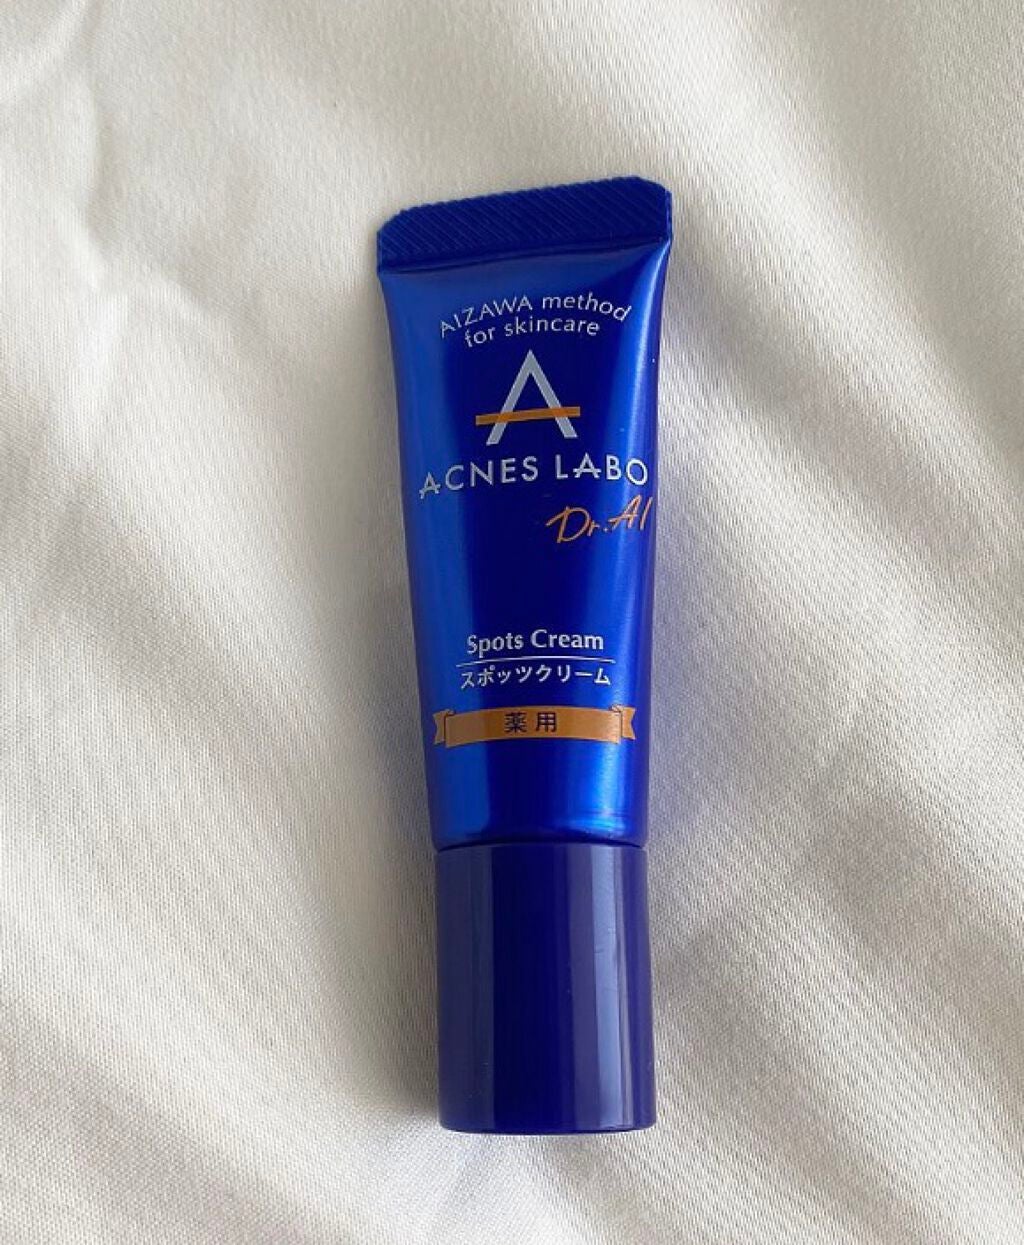 AIZAWA method
for skincare
A
ACNES LABO
Dr.AI
Spots Cream
スポッツクリーム
薬用